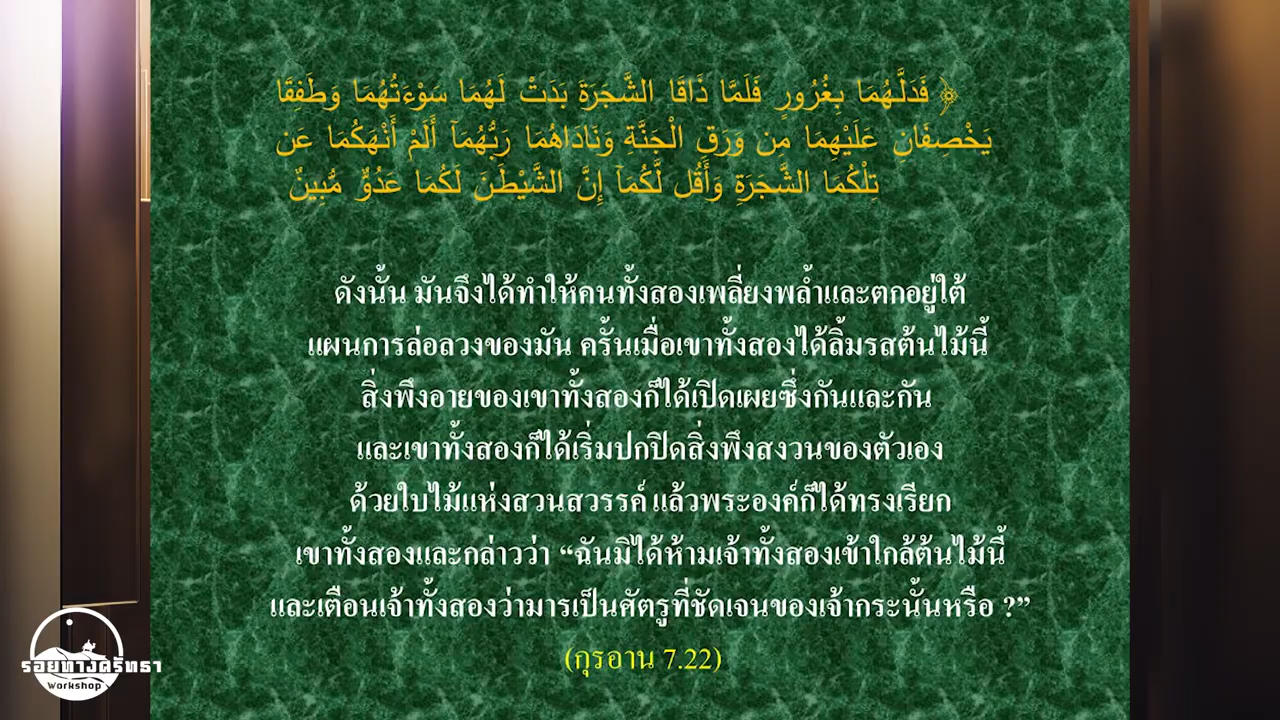 ﴿ فَدَلَّـٰهُمَا بِغُرُورٍ فَلَمَّا ذَاقَا الشَّجَرَةَ بَدَتْ لَهُمَا سَوْءَٰتُهُمَا وَطَفِقَا
يَخْصِفَانِ عَلَيْهِمَا مِن وَرَقِ الْجَنَّةِ وَنَادَاهُمَا رَبُّهُمَآ أَلَمْ أَنْهَكُمَا عَن
تِلْكُمَا الشَّجَرَةِ وَأَقُل لَّكُمَآ إِنَّ الشَّيْطَٰنَ لَكُمَا عَدُوٌّ مُّبِينٌ
ดังนั้น มันจึงได้ทำให้คนทั้งสองเพลี่ยงพล้ำและตกอยู่ใต้
แผนการล่อลวงของมัน ครั้นเมื่อเขาทั้งสองได้ลิ้มรสต้นไม้นี้
สิ่งพึงอายของเขาทั้งสองก็ได้เปิดเผยซึ่งกันและกัน
และเขาทั้งสองก็ได้เริ่มปกปิดสิ่งพึงสงวนของตัวเอง
ด้วยใบไม้แห่งสวนสวรรค์ แล้วพระองค์ก็ได้ทรงเรียก
เขาทั้งสองและกล่าวว่า “ฉันมิได้ห้ามเจ้าทั้งสองเข้าใกล้ต้นไม้นี้
และเตือนเจ้าทั้งสองว่ามารเป็นศัตรูที่ชัดเจนของเจ้ากระนั้นหรือ ?”
(กุรอาน 7.22)
รอยทางศรัทธา
Workshop